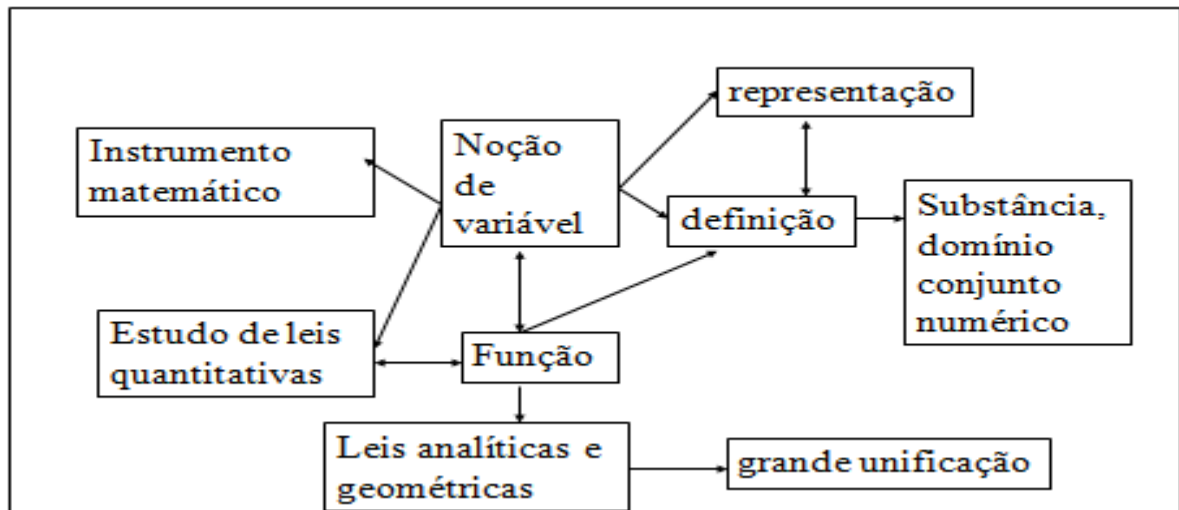 representação
Instrumento
matemático
Noção
de
variável
definição
Substância,
domínio
conjunto
numérico
Estudo de leis
quantitativas
Função
Leis analíticas e
geométricas
grande unificação